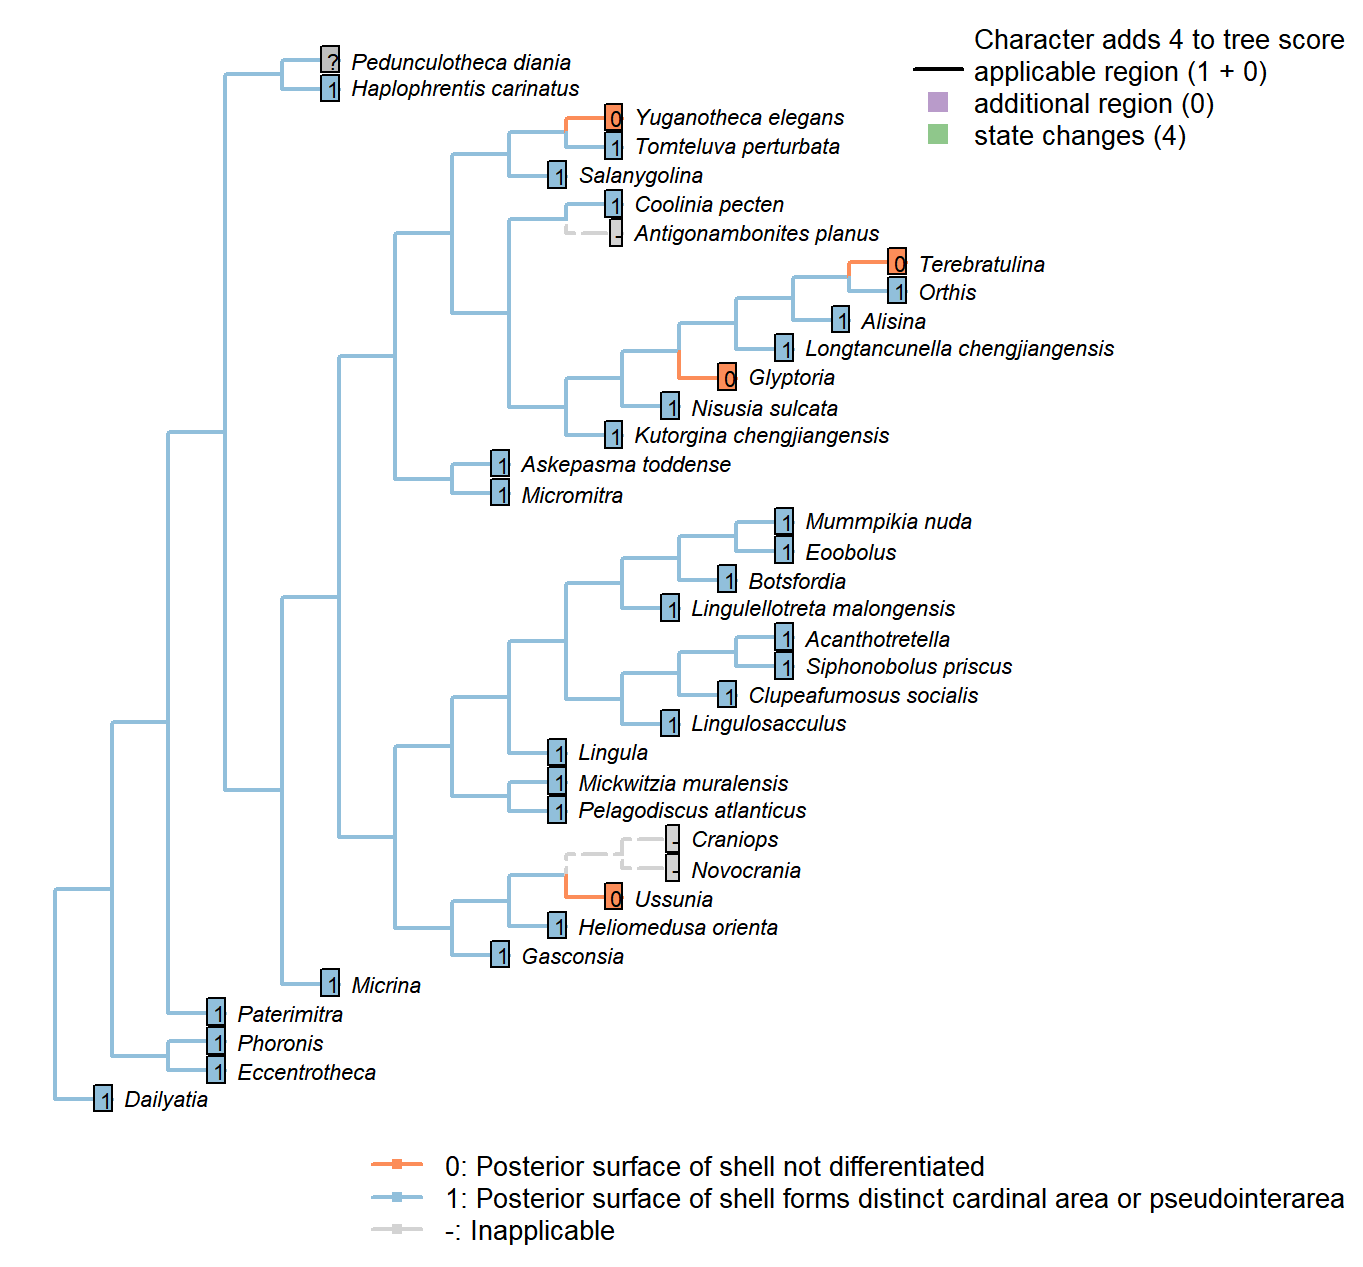 Character adds 4 to tree score
applicable region (1 + 0)
additional region (0)
state changes (4)
? Pedunculotheca diania
1 Haplophrentis carinatus
0 Yuganotheca elegans
1 Tomteluva perturbata
1 Salanygolina
1 Coolinia pecten
- Antigonambonites planus
0 Terebratulina
1 Orthis
1 Alisina
1 Longtancunella chengjiangensis
0 Glyptoria
1 Nisusia sulcata
1 Kutorgina chengjiangensis
1 Askepasma toddense
1 Micromitra
1 Mummpikia nuda
1 Eoobolus
1 Botsfordia
1 Lingulellotreta malongensis
1 Acanthotretella
1 Siphonobolus priscus
1 Clupeafumosus socialis
1 Lingulosacculus
1 Lingula
1 Mickwitzia muralensis
1 Pelagodiscus atlanticus
- Craniops
- Novocrania
0 Ussunia
1 Heliomedusa orienta
1 Gasconsia
1 Micrina
1 Paterimitra
1 Phoronis
1 Eccentrotheca
1 Dailyatia
0: Posterior surface of shell not differentiated
1: Posterior surface of shell forms distinct cardinal area or pseudointerarea
-: Inapplicable